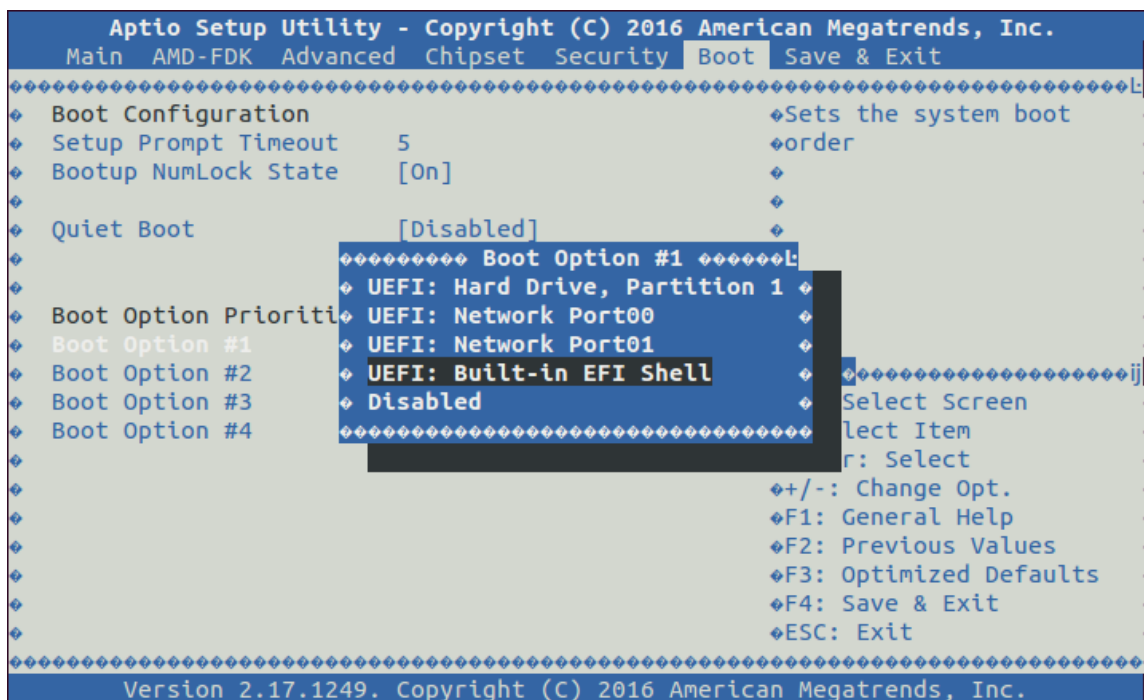 Aptio Setup Utility - Copyright (C) 2016 American Megatrends, Inc.
Main AMD-FDK Advanced Chipset Security Boot Save & Exit
Boot Configuration
Setup Prompt Timeout 5
Bootup NumLock State [On]
Quiet Boot [Disabled]
Boot Option Prioriti
Boot Option #1
Boot Option #2
Boot Option #3
Boot Option #4
Boot Option #1
UEFI: Hard Drive, Partition 1
UEFI: Network Port00
UEFI: Network Port01
UEFI: Built-in EFI Shell
Disabled
Sets the system boot
order
Select Screen
lect Item
r: Select
+/-: Change Opt.
F1: General Help
F2: Previous Values
F3: Optimized Defaults
F4: Save & Exit
ESC: Exit
Version 2.17.1249. Copyright (C) 2016 American Megatrends, Inc.